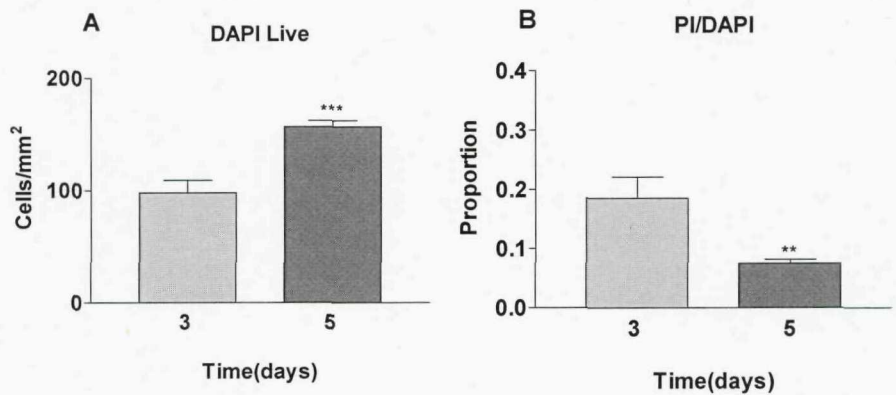 A
DAPI Live
Cells/mm²
200
100
0
***
3
5
Time(days)
B
PI/DAPI
Proportion
0.4
0.3
0.2
0.1
0.0
**
3
5
Time(days)